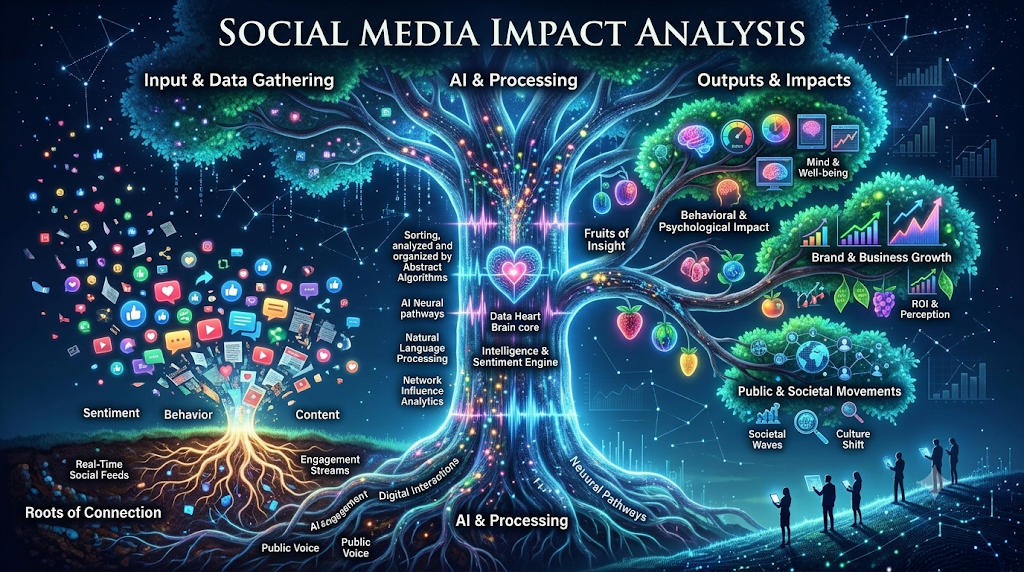 SOCIAL MEDIA IMPACT ANALYSIS
Input & Data Gathering
AI & Processing
Outputs & Impacts
Mind &
Well-being
Behavioral &
Psychological Impact
Fruits of
Insight
Sorting,
analyzed and
organized by
Abstract
Algorithms
AI Neural
pathways
Natural
Language
Processing
Network
Influence
Analytics
Data Heart
Brain core
Intelligence &
Sentiment Engine
Brand & Business Growth
ROI &
Perception
Public & Societal Movements
Societal
Waves
Culture
Shift
Sentiment
Behavior
Content
Real-Time
Social Feeds
Engagement
Streams
Roots of Connection
Digital Interactions
Public Voice
Public
Voice
AI & Processing
Pathways